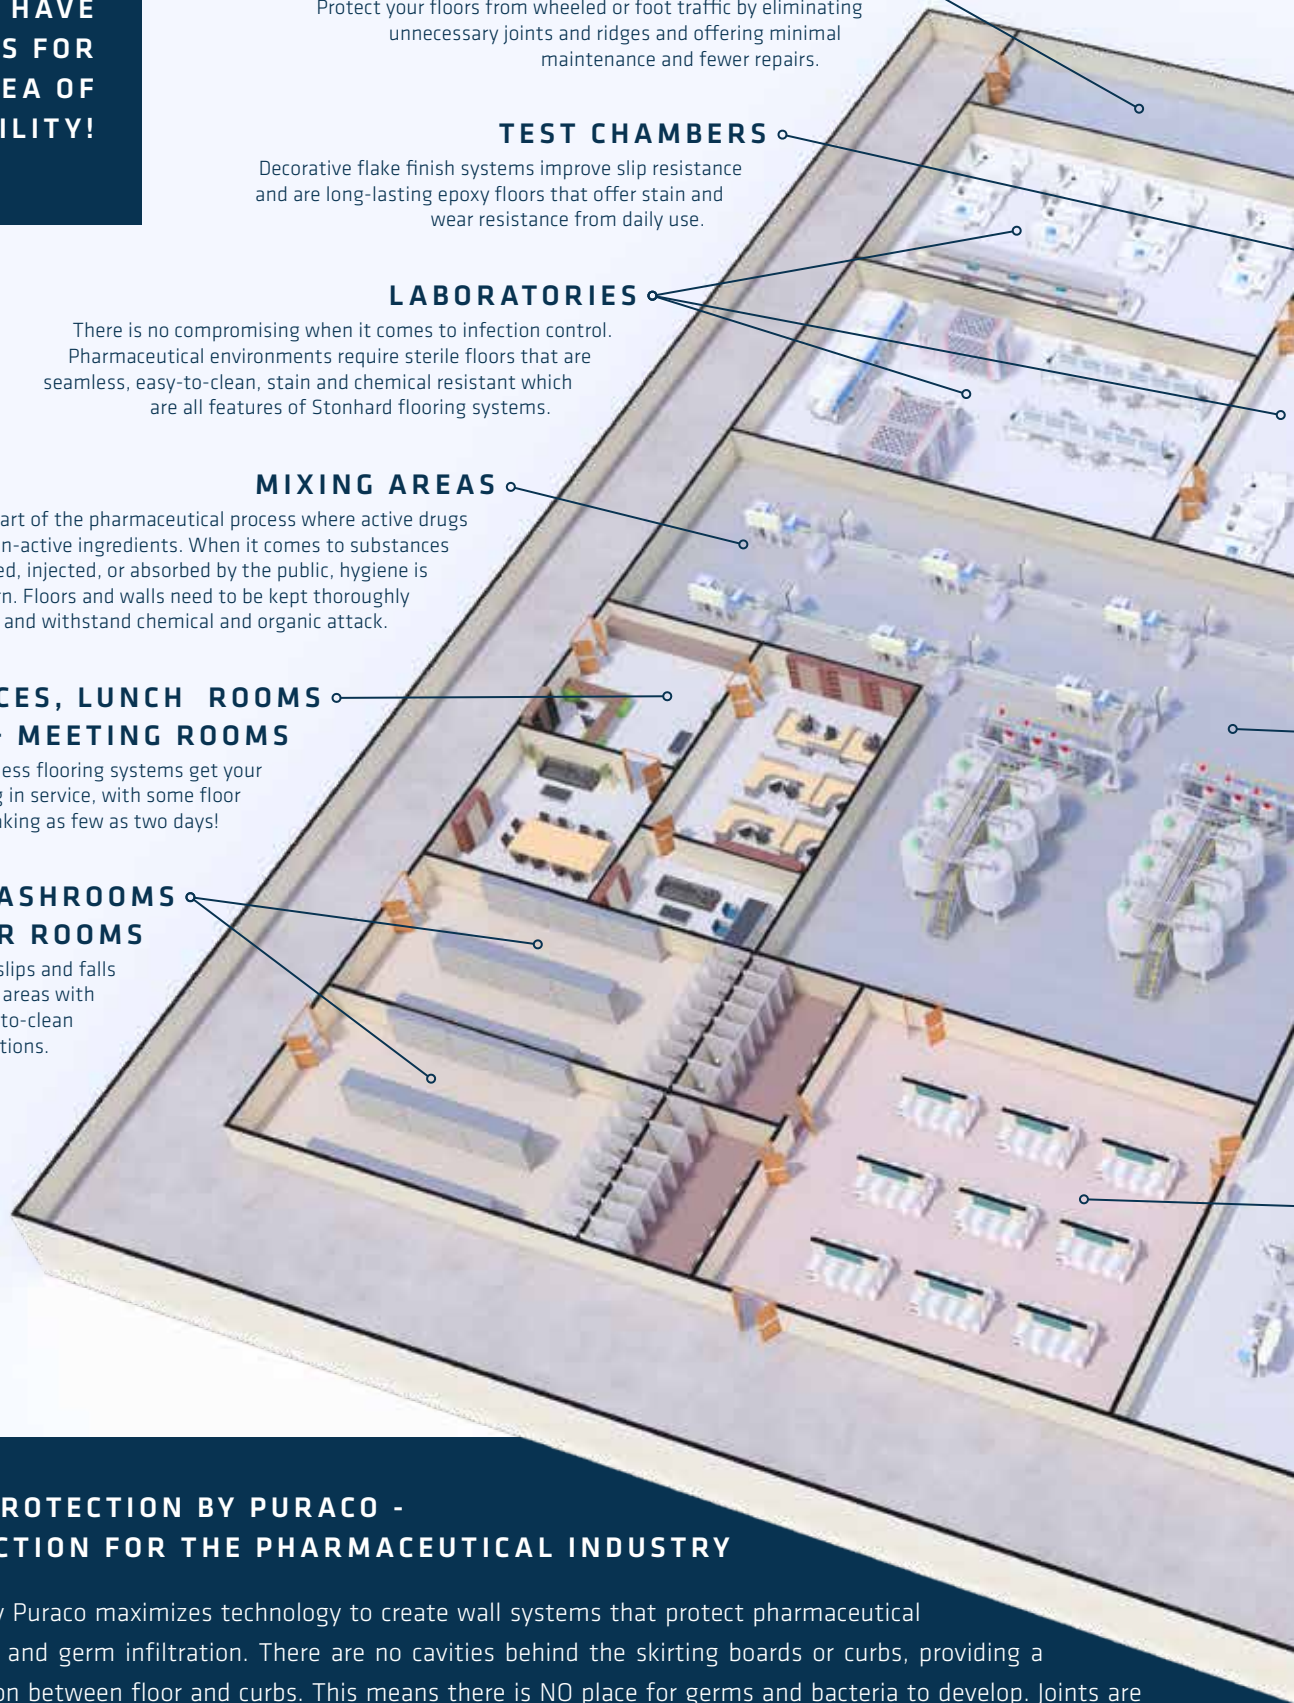 HAVE
S FOR
EA OF
ILITY!
Protect your floors from wheeled or foot traffic by eliminating
unnecessary joints and ridges and offering minimal
maintenance and fewer repairs.
TEST CHAMBERS
Decorative flake finish systems improve slip resistance
and are long-lasting epoxy floors that offer stain and
wear resistance from daily use.
LABORATORIES
There is no compromising when it comes to infection control.
Pharmaceutical environments require sterile floors that are
seamless, easy-to-clean, stain and chemical resistant which
are all features of Stonhard flooring systems.
MIXING AREAS
art of the pharmaceutical process where active drugs
n-active ingredients. When it comes to substances
ed, injected, or absorbed by the public, hygiene is
rn. Floors and walls need to be kept thoroughly
and withstand chemical and organic attack.
CES, LUNCH ROOMS
MEETING ROOMS
ess flooring systems get your
g in service, with some floor
aking as few as two days!
ASHROOMS
R ROOMS
slips and falls
areas with
to-clean
tions.
ROTECTION BY PURACO -
CTION FOR THE PHARMACEUTICAL INDUSTRY
y Puraco maximizes technology to create wall systems that protect pharmaceutical
and germ infiltration. There are no cavities behind the skirting boards or curbs, providing a
on between floor and curbs. This means there is NO place for germs and bacteria to develop. Joints are